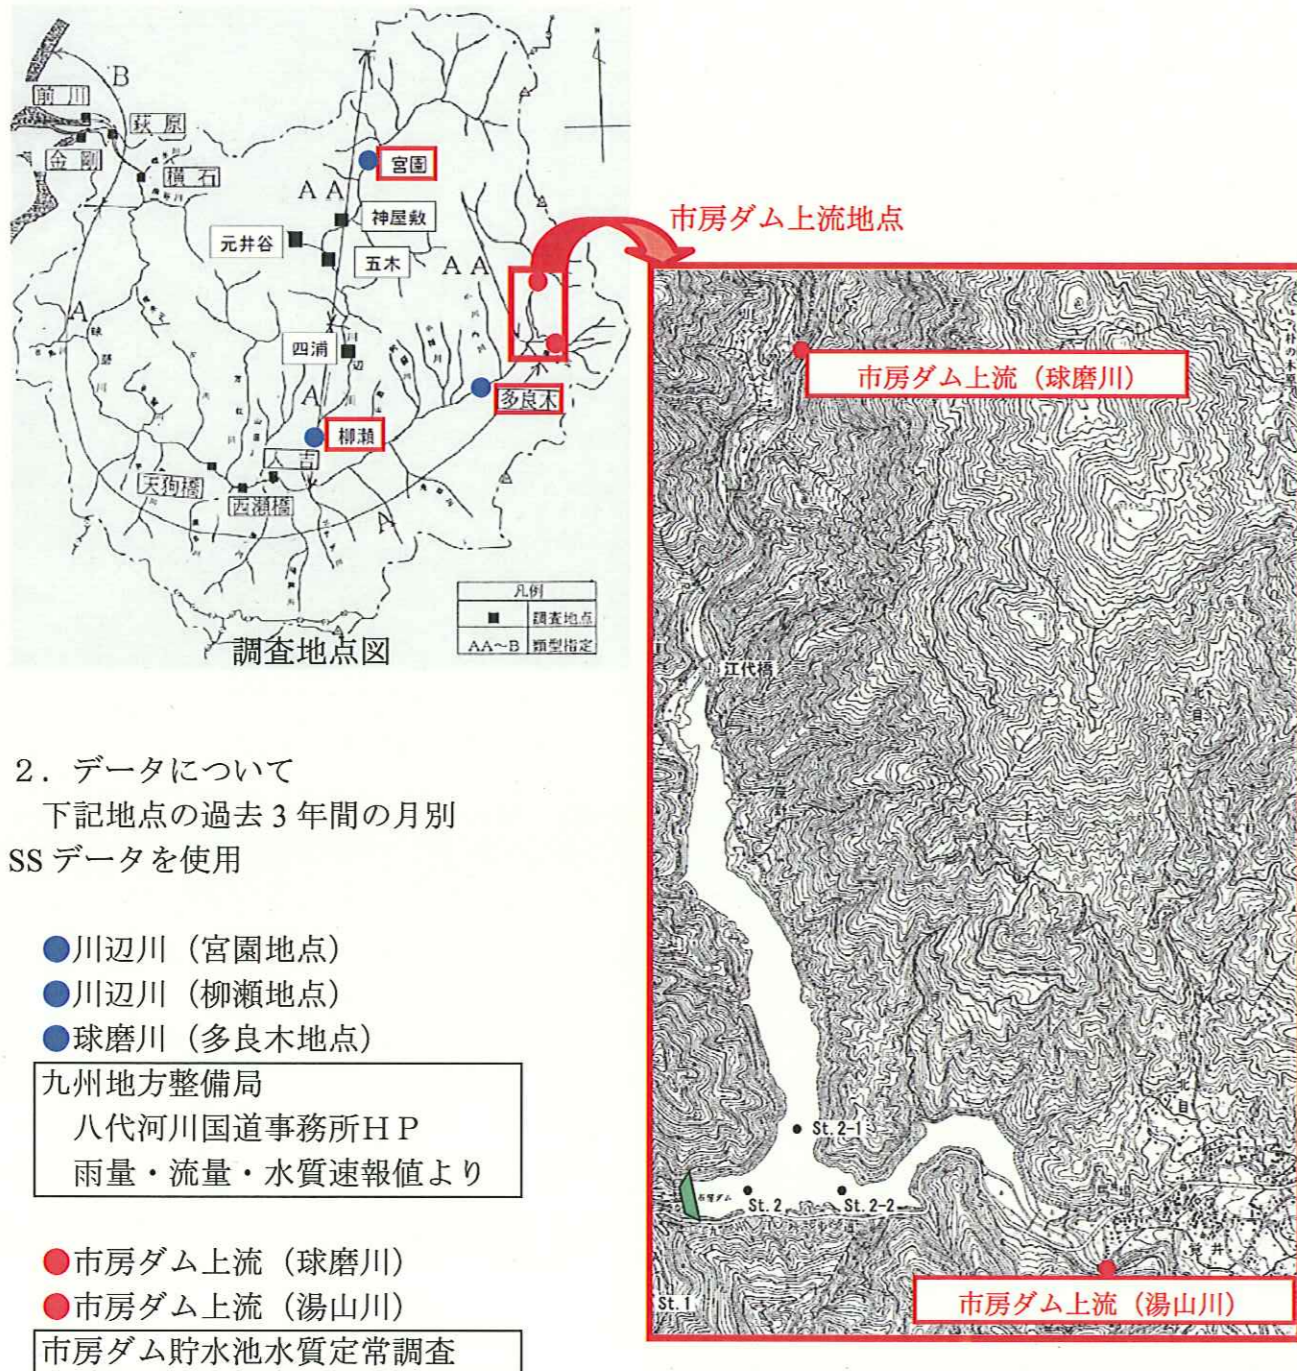 B
前川
萩原
金剛
横石
宮園
AA
神屋敷
元井谷
五木
AA
A
四浦
辺
川
A
多良木
柳瀬
人吉
天狗橋
西瀬橋
A
凡例
■ 調査地点
AA～B 類型指定
調査地点図
市房ダム上流地点
市房ダム上流（球磨川）
江代橋
St.2-1
St.2
St.2-2
St.1
市房ダム上流（湯山川）
2．データについて
下記地点の過去3年間の月別
SSデータを使用
●川辺川（宮園地点）
●川辺川（柳瀬地点）
●球磨川（多良木地点）
九州地方整備局
八代河川国道事務所ＨＰ
雨量・流量・水質速報値より
●市房ダム上流（球磨川）
●市房ダム上流（湯山川）
市房ダム貯水池水質定常調査